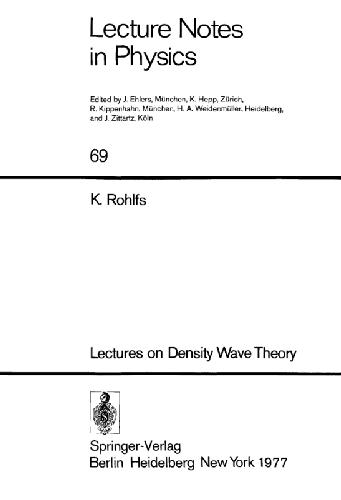 Lecture Notes
in Physics
Edited by J. Ehlers, München, K. Hepp, Zürich,
R. Kippenhahn, München, H. A. Weidenmüller, Heidelberg,
and J. Zittartz, Köln
69
K. Rohlfs
Lectures on Density Wave Theory
Springer-Verlag
Berlin Heidelberg New York 1977